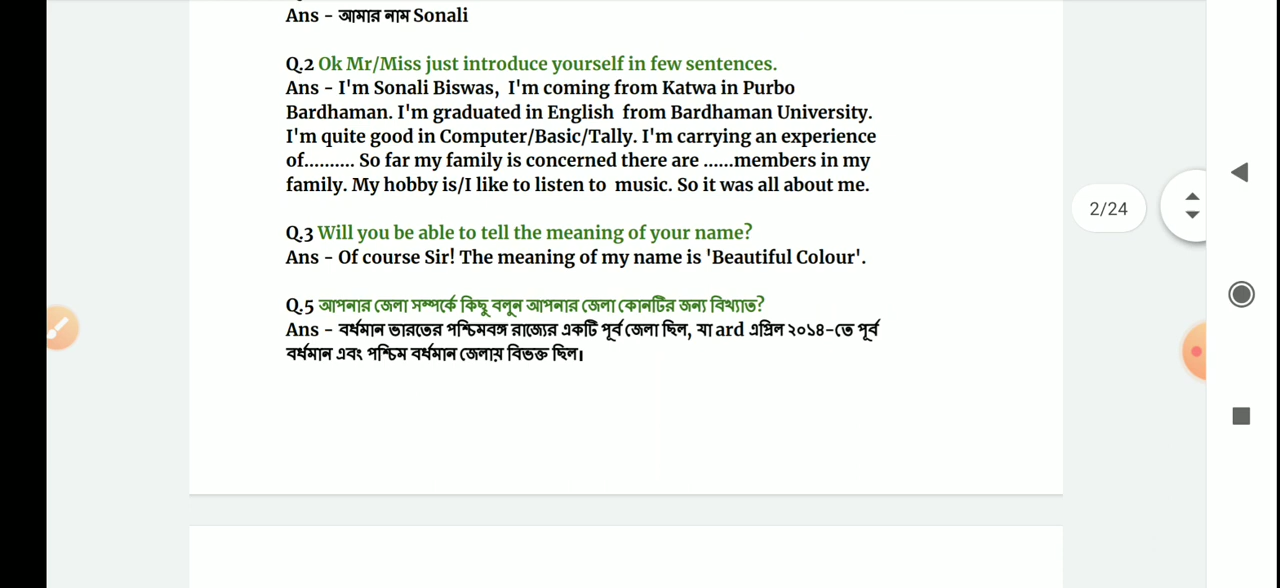 Ans - আমার নাম Sonali
Q.2 Ok Mr/Miss just introduce yourself in few sentences.
Ans - I'm Sonali Biswas, I'm coming from Katwa in Purbo
Bardhaman. I'm graduated in English from Bardhaman University.
I'm quite good in Computer/Basic/Tally. I'm carrying an experience
of.......... So far my family is concerned there are ......members in my
family. My hobby is/I like to listen to music. So it was all about me.
Q.3 Will you be able to tell the meaning of your name?
Ans - Of course Sir! The meaning of my name is 'Beautiful Colour'.
Q.5 আপনার জেলা সম্পর্কে কিছু বলুন আপনার জেলা কোনটির জন্য বিখ্যাত?
Ans - বর্ধমান ভারতের পশ্চিমবঙ্গ রাজ্যের একটি পূর্ব জেলা ছিল, যা ard এপ্রিল ২০১৪-তে পূর্ব
বর্ধমান এবং পশ্চিম বর্ধমান জেলায় বিভক্ত ছিল।
2/24